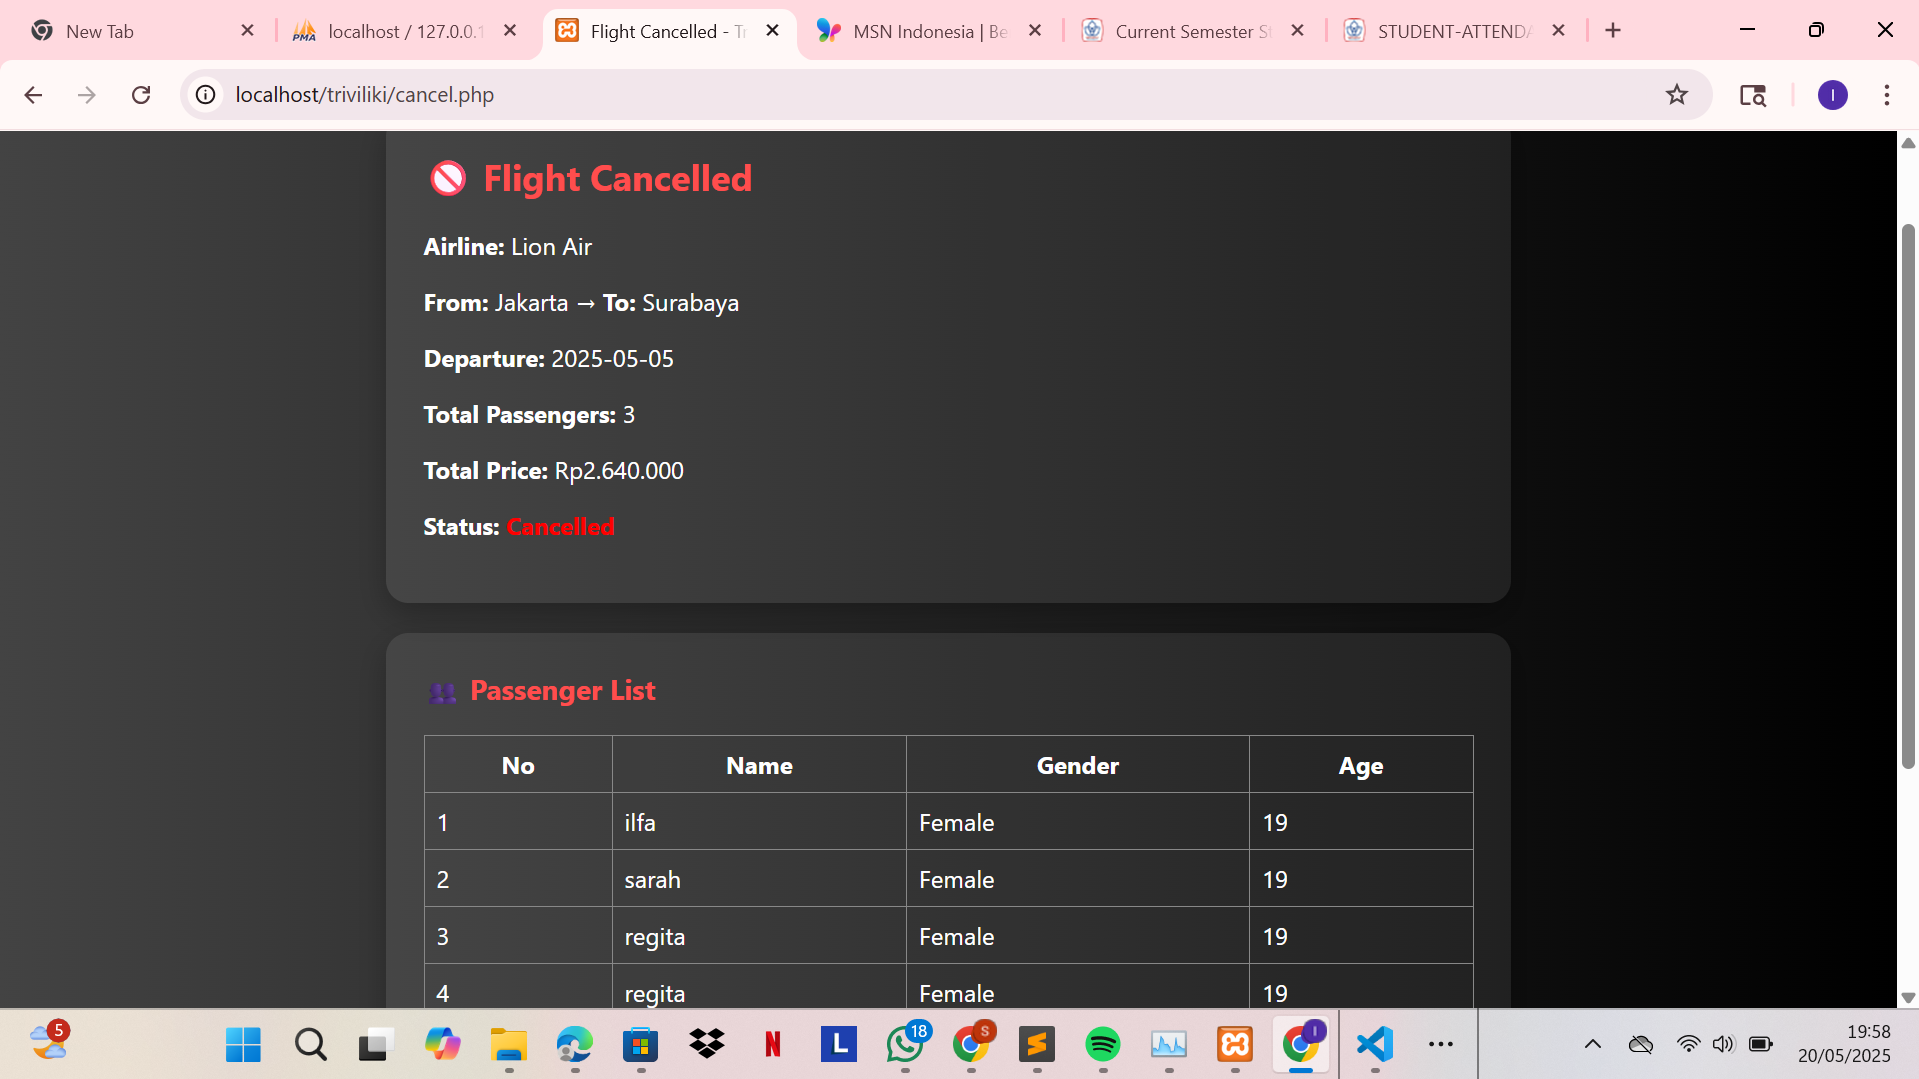 New Tab
localhost / 127.0.0.1
Flight Cancelled - Tr
MSN Indonesia | Be
Current Semester St
STUDENT-ATTENDA
localhost/triviliki/cancel.php
I
Flight Cancelled
Airline: Lion Air
From: Jakarta → To: Surabaya
Departure: 2025-05-05
Total Passengers: 3
Total Price: Rp2.640.000
Status: Cancelled
Passenger List
No Name Gender Age
1 ilfa Female 19
2 sarah Female 19
3 regita Female 19
4 regita Female 19
5
N
L
18
S
I
19:58
20/05/2025